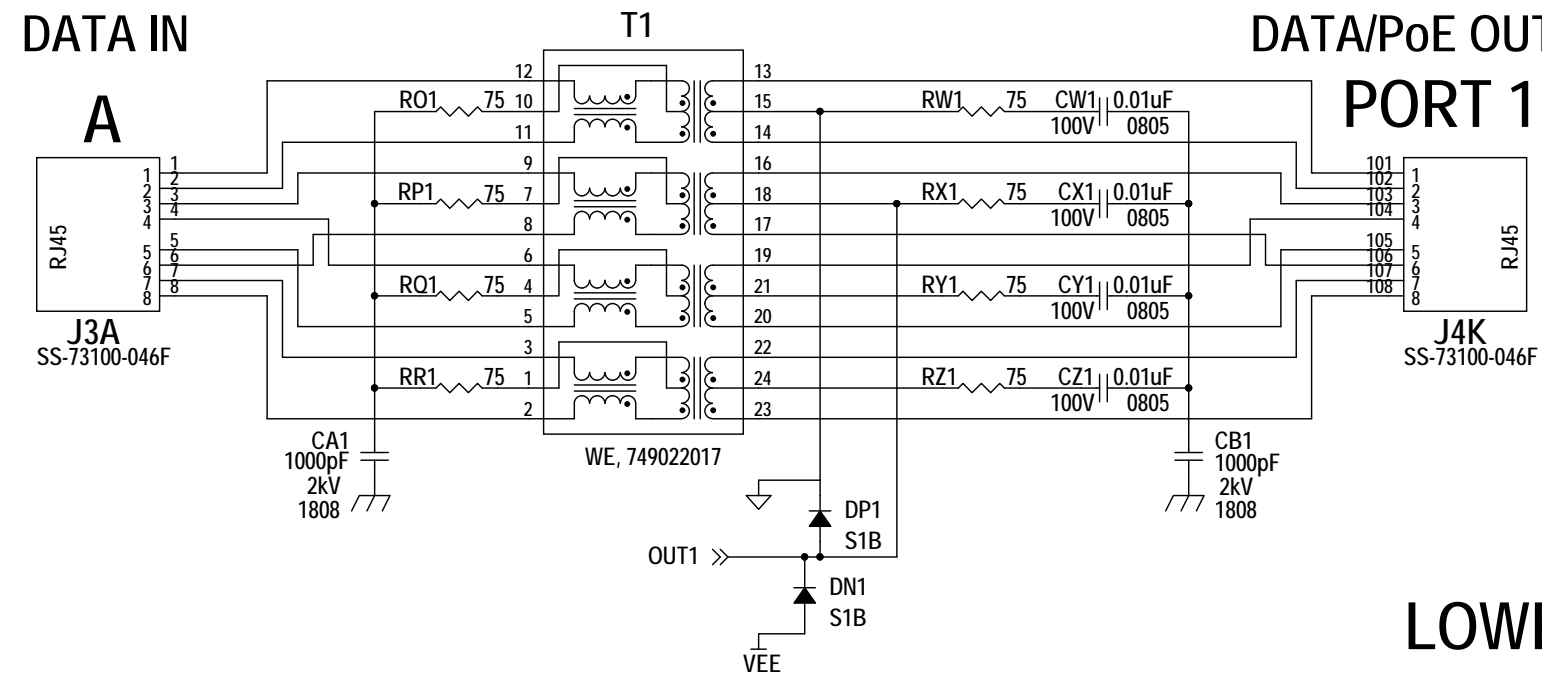 DATA IN
T1
DATA/PoE OUT
PORT 1
A
12
10
11
9
7
8
6
4
5
3
1
2
13
15
14
16
18
17
19
21
20
22
24
23
RO1 75
RP1 75
RQ1 75
RR1 75
RW1 75 CW1 0.01uF
100V 0805
RX1 75 CX1 0.01uF
100V 0805
RY1 75 CY1 0.01uF
100V 0805
RZ1 75 CZ1 0.01uF
100V 0805
RJ45
1 1
2 2
3 3
4 4
5 5
6 6
7 7
8 8
J3A
SS-73100-046F
101 1
102 2
103 3
104 4
105 5
106 6
107 7
108 8
RJ45
J4K
SS-73100-046F
CA1
1000pF
2kV
1808
WE, 749022017
CB1
1000pF
2kV
1808
DP1
S1B
OUT1
DN1
S1B
VEE